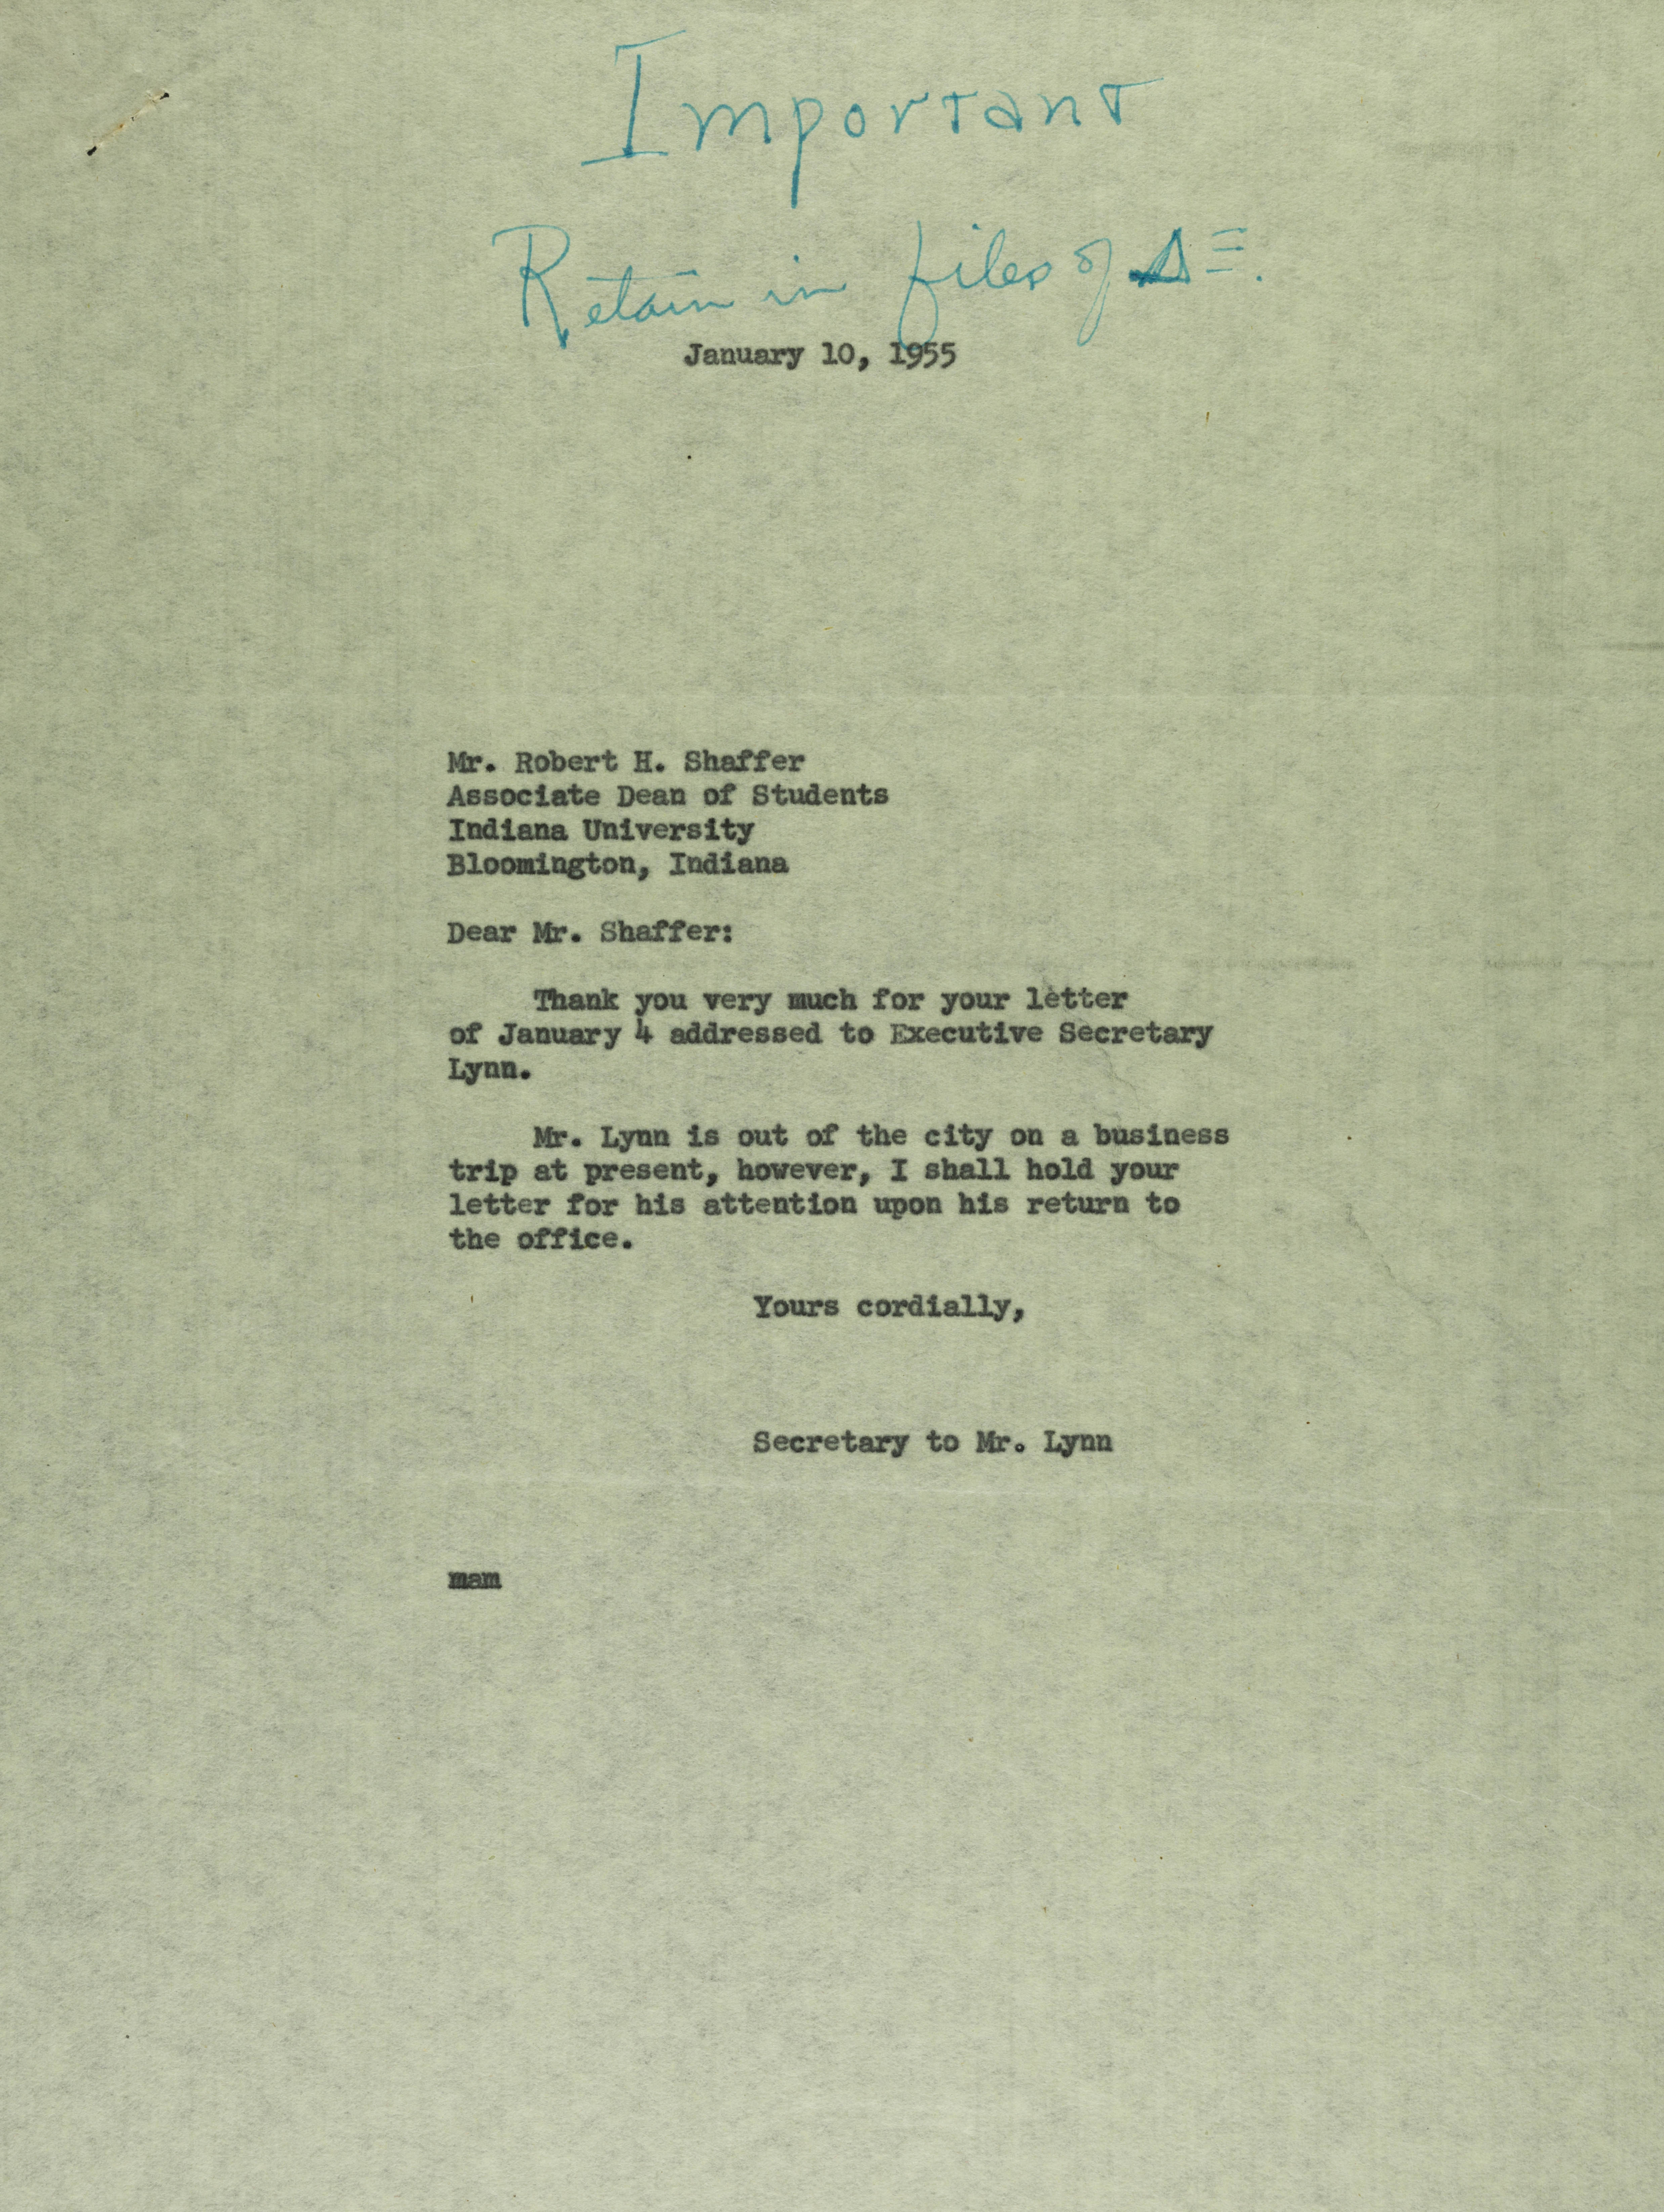 Important
Retain in files of ΔΞ.
January 10, 1955
Mr. Robert H. Shaffer
Associate Dean of Students
Indiana University
Bloomington, Indiana
Dear Mr. Shaffer:
Thank you very much for your letter
of January 4 addressed to Executive Secretary
Lynn.
Mr. Lynn is out of the city on a business
trip at present, however, I shall hold your
letter for his attention upon his return to
the office.
Yours cordially,
Secretary to Mr. Lynn
mam